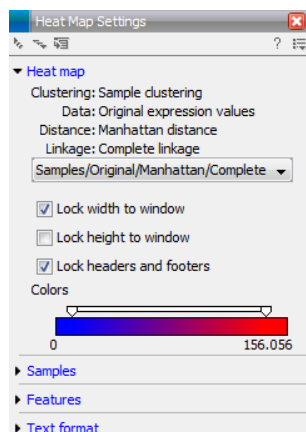 Heat Map Settings
?
Heat map
Clustering: Sample clustering
Data: Original expression values
Distance: Manhattan distance
Linkage: Complete linkage
Samples/Original/Manhattan/Complete
Lock width to window
Lock height to window
Lock headers and footers
Colors
0 156.056
Samples
Features
Text format